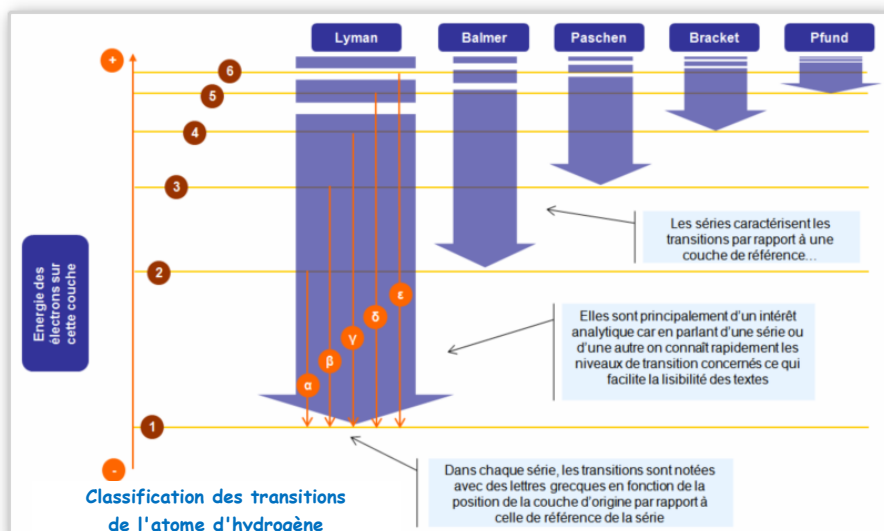 Lyman
Balmer
Paschen
Bracket
Pfund
+
6
5
4
3
2
1
-
Energie des
électrons sur
cette couche
α
β
γ
δ
ε
Les séries caractérisent les
transitions par rapport à une
couche de référence...
Elles sont principalement d'un intérêt
analytique car en parlant d'une série ou
d'une autre on connaît rapidement les
niveaux de transition concernés ce qui
facilite la lisibilité des textes
Dans chaque série, les transitions sont notées
avec des lettres grecques en fonction de la
position de la couche d'origine par rapport à
celle de référence de la série
Classification des transitions
de l'atome d'hydrogène